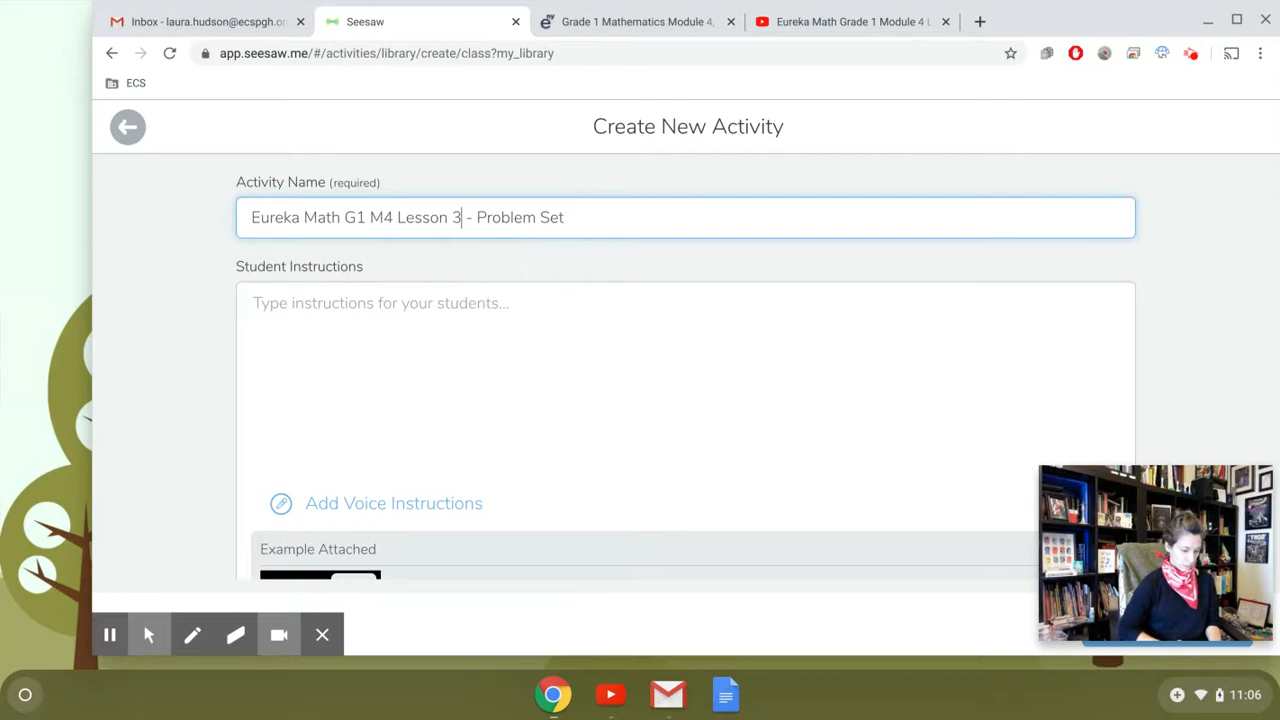 Inbox - laura.hudson@ecspgh.or
Seesaw
Grade 1 Mathematics Module 4,
Eureka Math Grade 1 Module 4 L
app.seesaw.me/#/activities/library/create/class?my_library
ECS
Create New Activity
Activity Name (required)
Eureka Math G1 M4 Lesson 3 - Problem Set
Student Instructions
Type instructions for your students...
Add Voice Instructions
Example Attached
11:06